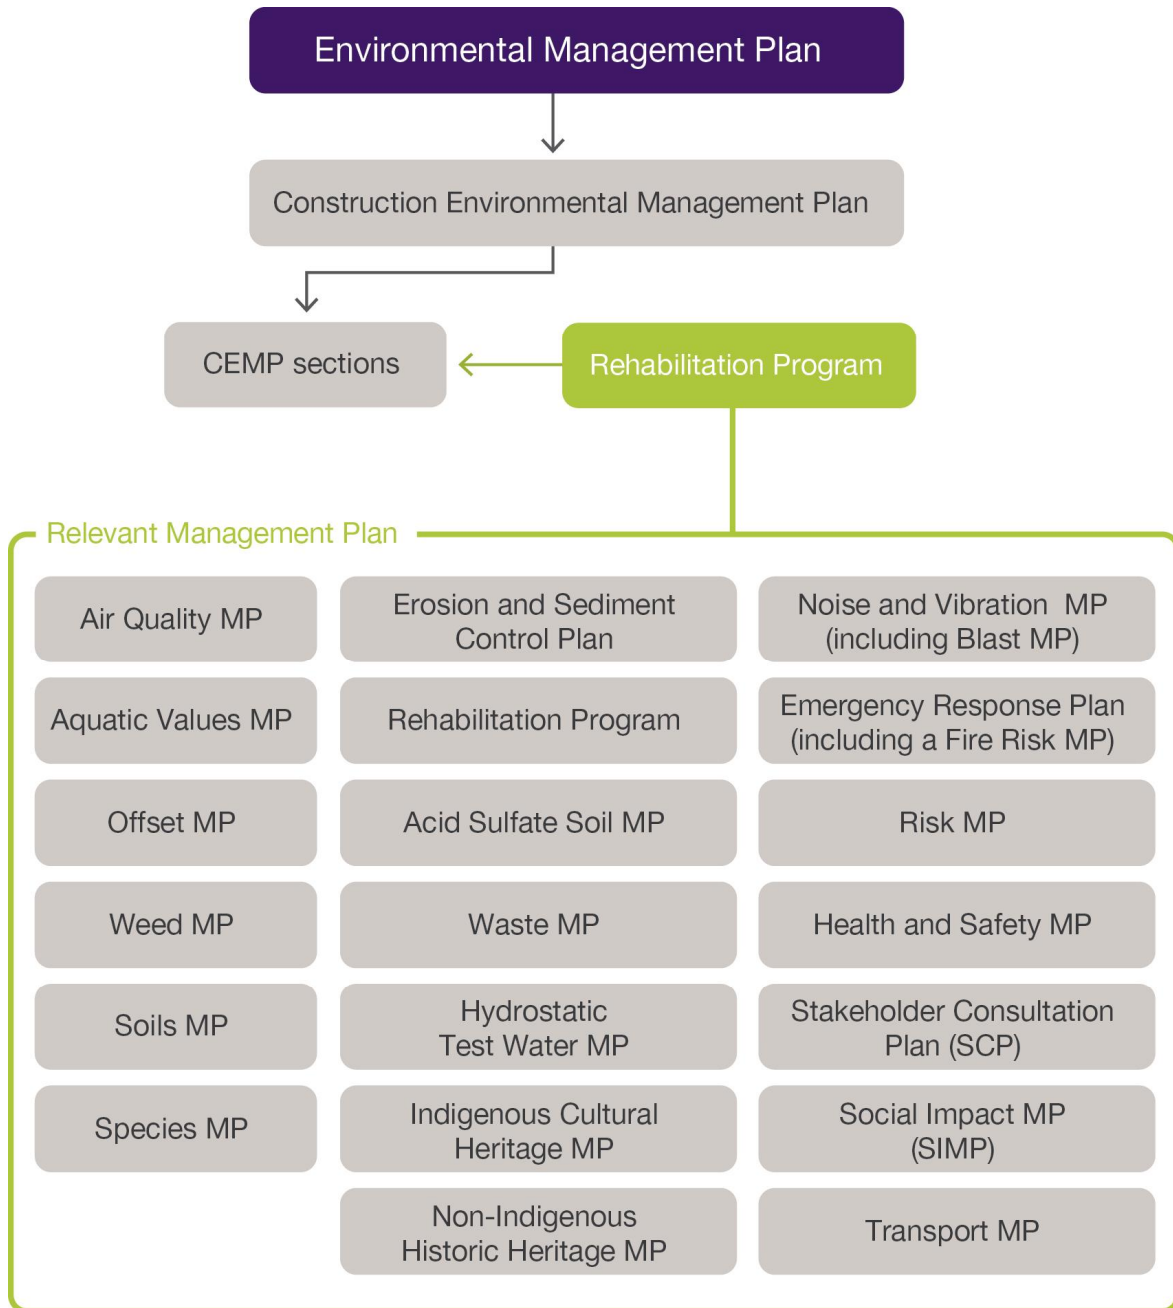 Environmental Management Plan
Construction Environmental Management Plan
CEMP sections
Rehabilitation Program
Relevant Management Plan
Air Quality MP
Aquatic Values MP
Offset MP
Weed MP
Soils MP
Species MP
Erosion and Sediment
Control Plan
Rehabilitation Program
Acid Sulfate Soil MP
Waste MP
Hydrostatic
Test Water MP
Indigenous Cultural
Heritage MP
Non-Indigenous
Historic Heritage MP
Noise and Vibration  MP
(including Blast MP)
Emergency Response Plan
(including a Fire Risk MP)
Risk MP
Health and Safety MP
Stakeholder Consultation
Plan (SCP)
Social Impact MP
(SIMP)
Transport MP